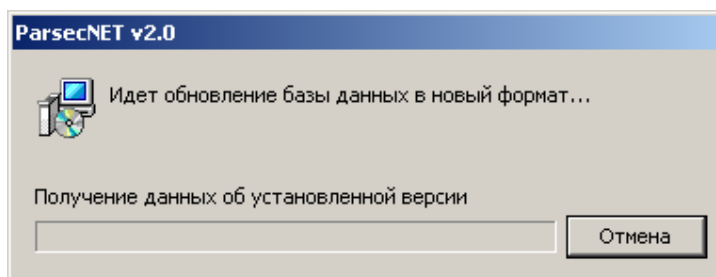 ParsecNET v2.0
Идет обновление базы данных в новый формат...
Получение данных об установленной версии
Отмена